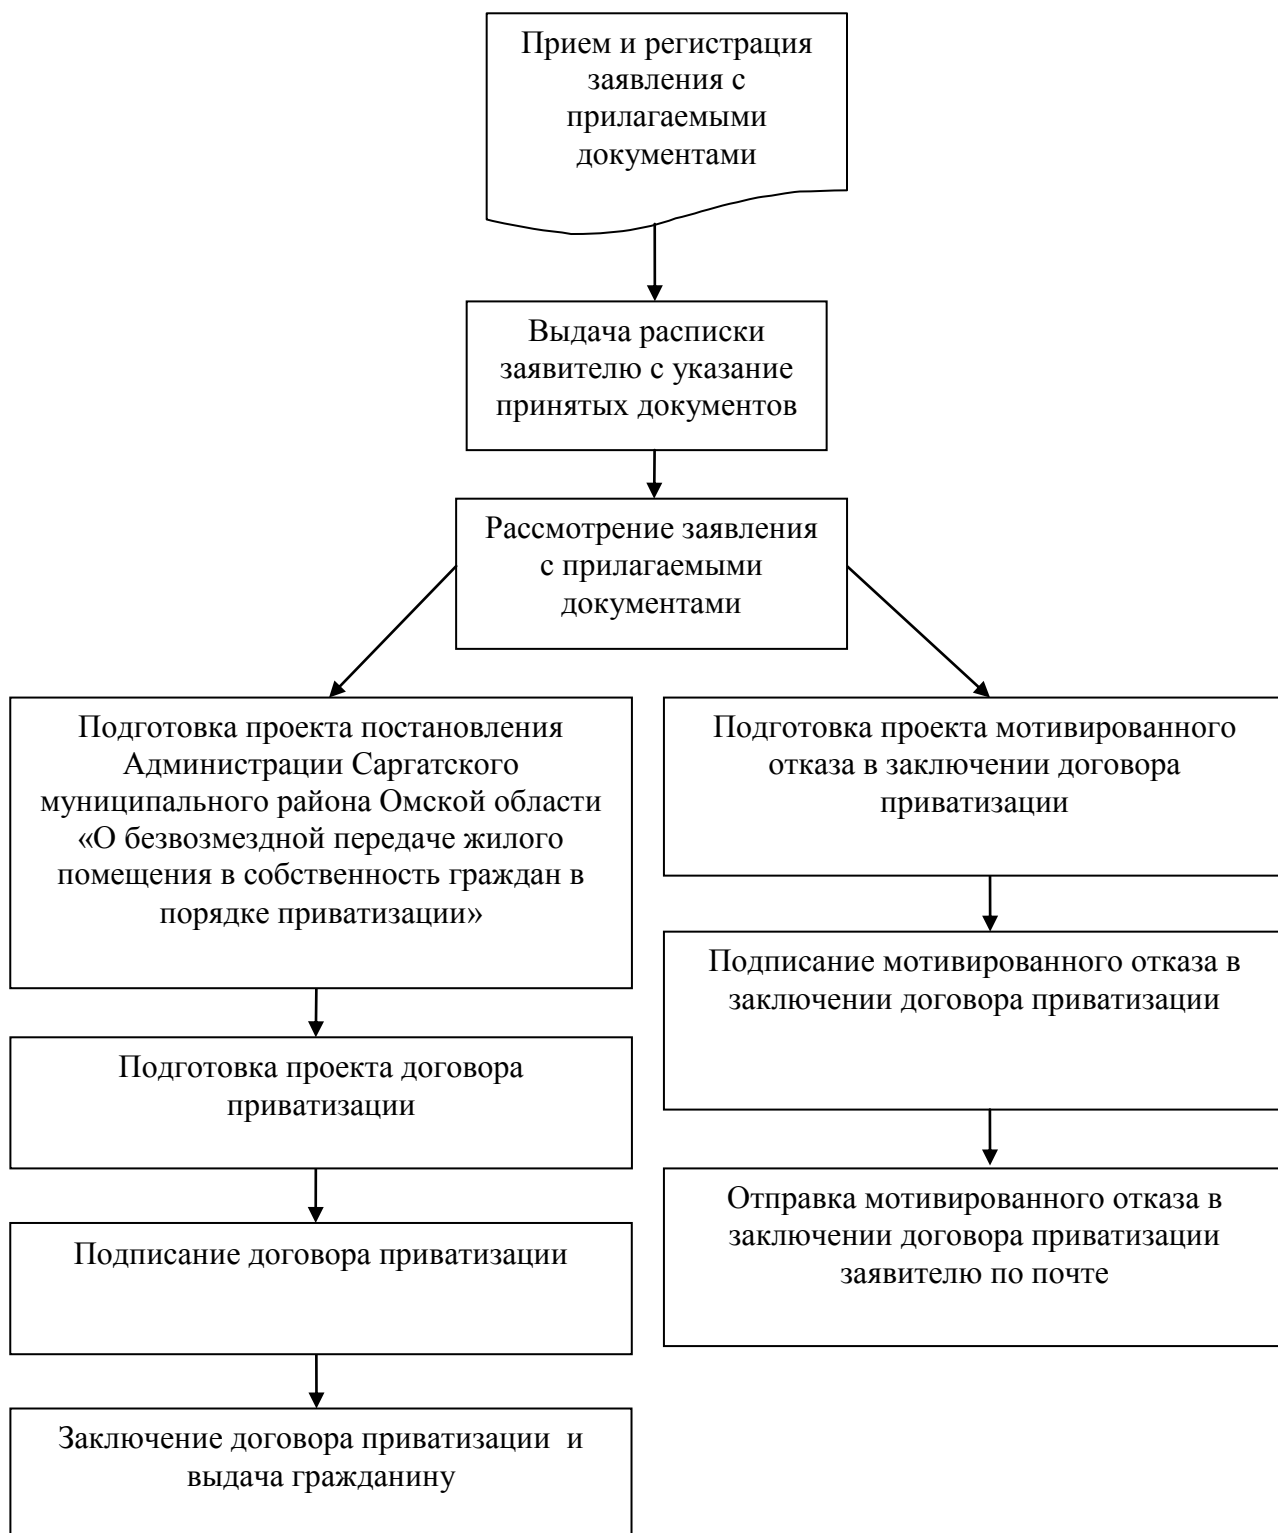 Прием и регистрация
заявления с
прилагаемыми
документами
Выдача расписки
заявителю с указание
принятых документов
Рассмотрение заявления
с прилагаемыми
документами
Подготовка проекта постановления
Администрации Саргатского
муниципального района Омской области
«О безвозмездной передаче жилого
помещения в собственность граждан в
порядке приватизации»
Подготовка проекта договора
приватизации
Подписание договора приватизации
Заключение договора приватизации и
выдача гражданину
Подготовка проекта мотивированного
отказа в заключении договора
приватизации
Подписание мотивированного отказа в
заключении договора приватизации
Отправка мотивированного отказа в
заключении договора приватизации
заявителю по почте